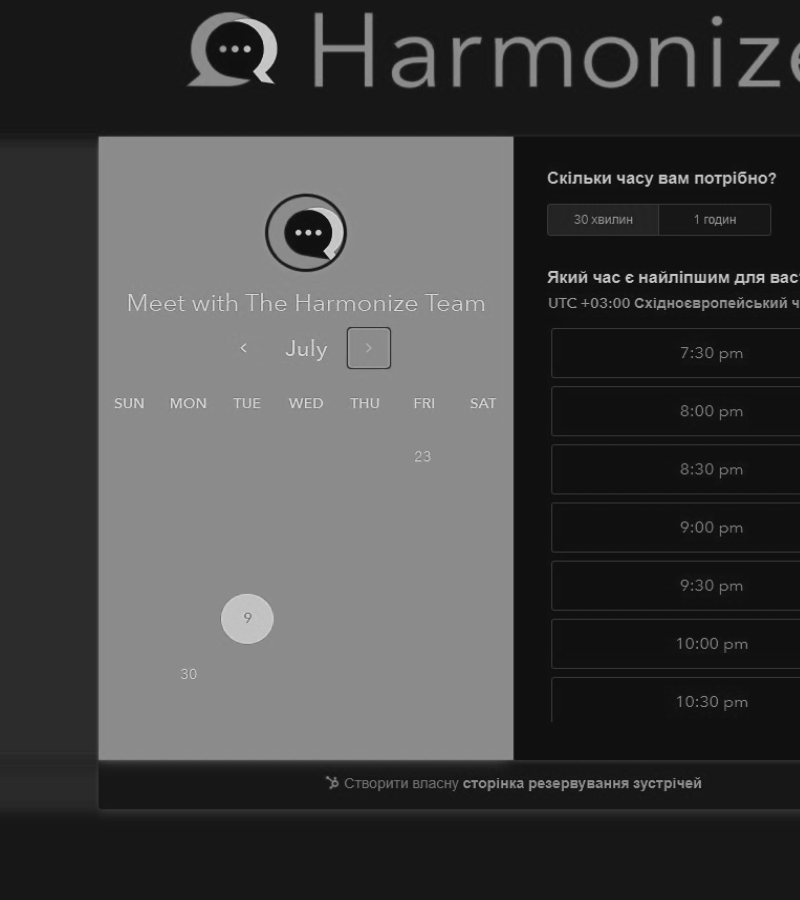 Harmonize
Meet with The Harmonize Team
July
SUN MON TUE WED THU FRI SAT
23
9
30
Скільки часу вам потрібно?
30 хвилин 1 годин
Який час є найліпшим для вас
UTC +03:00 Східноєвропейський ч
7:30 pm
8:00 pm
8:30 pm
9:00 pm
9:30 pm
10:00 pm
10:30 pm
Створити власну сторінка резервування зустрічей